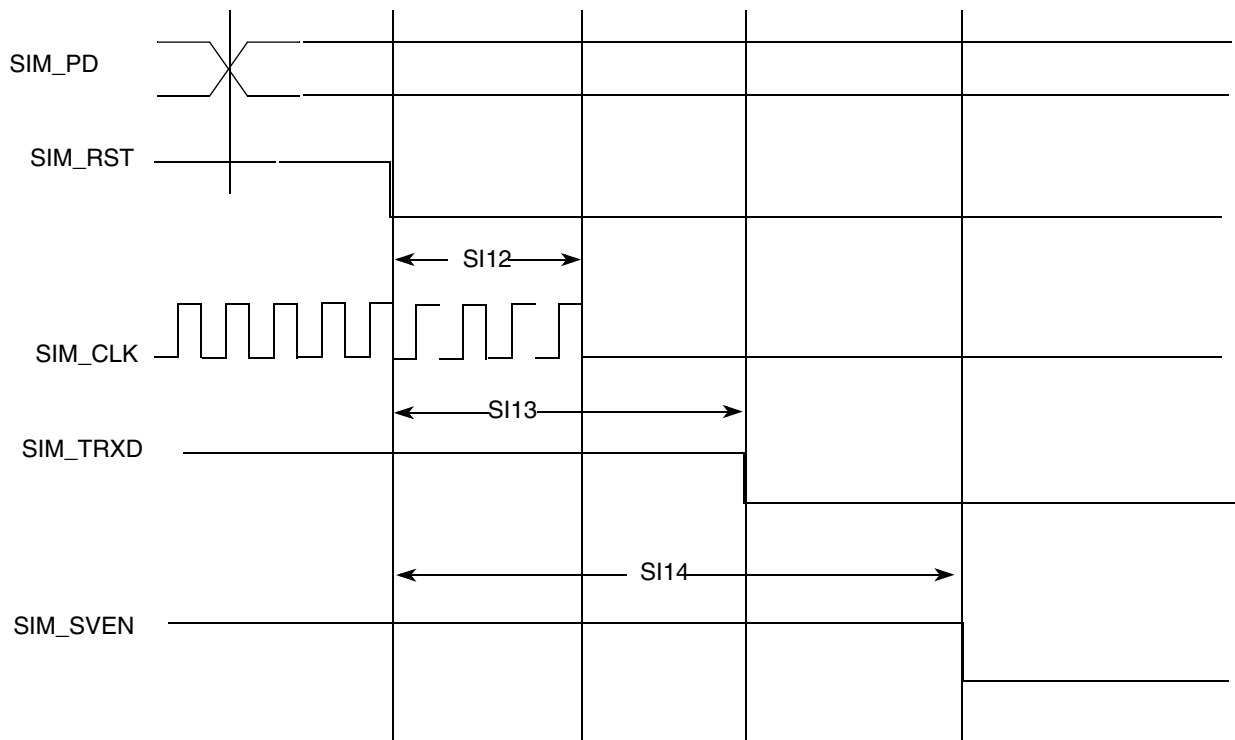 SIM_PD
SIM_RST
SI12
SIM_CLK
SI13
SIM_TRXD
SI14
SIM_SVEN